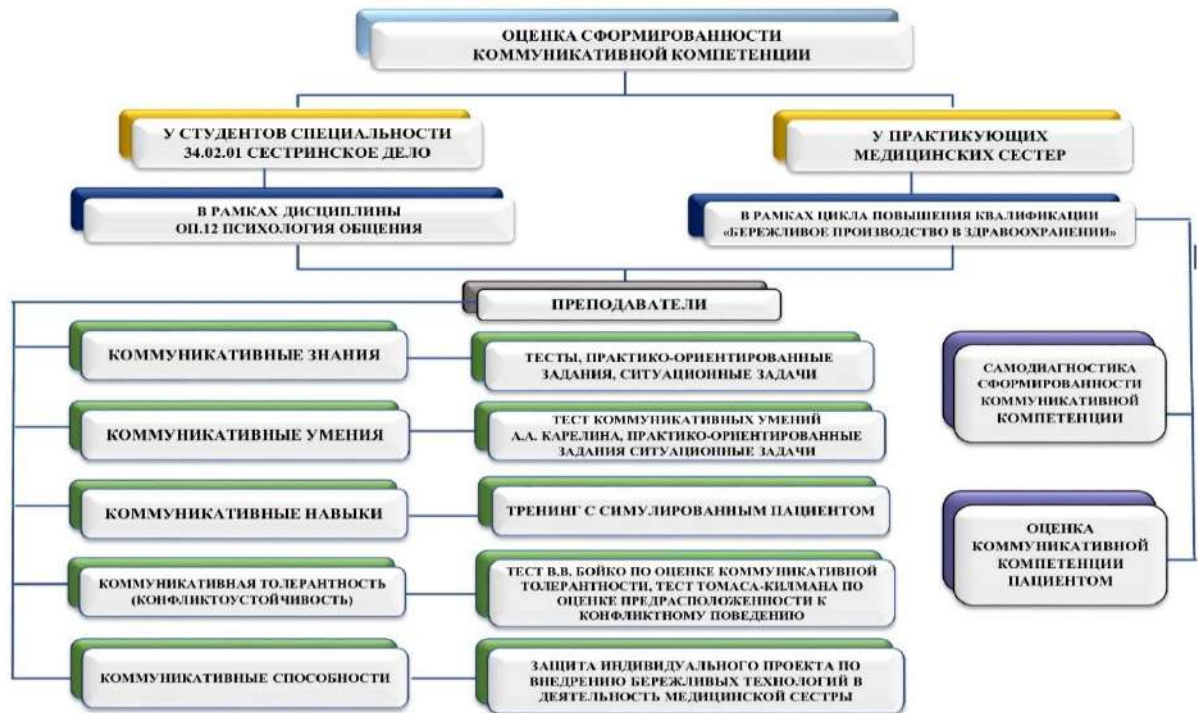 ОЦЕНКА СФОРМИРОВАННОСТИ
КОММУНИКАТИВНОЙ КОМПЕТЕНЦИИ
У СТУДЕНТОВ СПЕЦИАЛЬНОСТИ
34.02.01 СЕСТРИНСКОЕ ДЕЛО
У ПРАКТИКУЮЩИХ
МЕДИЦИНСКИХ СЕСТЕР
В РАМКАХ ДИСЦИПЛИНЫ
ОП.12 ПСИХОЛОГИЯ ОБЩЕНИЯ
В РАМКАХ ЦИКЛА ПОВЫШЕНИЯ КВАЛИФИКАЦИИ
«БЕРЕЖЛИВОЕ ПРОИЗВОДСТВО В ЗДРАВООХРАНЕНИИ»
ПРЕПОДАВАТЕЛИ
КОММУНИКАТИВНЫЕ ЗНАНИЯ
ТЕСТЫ, ПРАКТИКО-ОРИЕНТИРОВАННЫЕ
ЗАДАНИЯ, СИТУАЦИОННЫЕ ЗАДАЧИ
КОММУНИКАТИВНЫЕ УМЕНИЯ
ТЕСТ КОММУНИКАТИВНЫХ УМЕНИЙ
А.А. КАРЕЛИНА, ПРАКТИКО-ОРИЕНТИРОВАННЫЕ
ЗАДАНИЯ СИТУАЦИОННЫЕ ЗАДАЧИ
КОММУНИКАТИВНЫЕ НАВЫКИ
ТРЕНИНГ С СИМУЛИРОВАННЫМ ПАЦИЕНТОМ
КОММУНИКАТИВНАЯ ТОЛЕРАНТНОСТЬ
(КОНФЛИКТОУСТОЙЧИВОСТЬ)
ТЕСТ В.В. БОЙКО ПО ОЦЕНКЕ КОММУНИКАТИВНОЙ
ТОЛЕРАНТНОСТИ, ТЕСТ ТОМАСА-КИЛМАНА ПО
ОЦЕНКЕ ПРЕДРАСПОЛОЖЕННОСТИ К
КОНФЛИКТНОМУ ПОВЕДЕНИЮ
КОММУНИКАТИВНЫЕ СПОСОБНОСТИ
ЗАЩИТА ИНДИВИДУАЛЬНОГО ПРОЕКТА ПО
ВНЕДРЕНИЮ БЕРЕЖЛИВЫХ ТЕХНОЛОГИЙ В
ДЕЯТЕЛЬНОСТЬ МЕДИЦИНСКОЙ СЕСТРЫ
САМОДИАГНОСТИКА
СФОРМИРОВАННОСТИ
КОММУНИКАТИВНОЙ
КОМПЕТЕНЦИИ
ОЦЕНКА
КОММУНИКАТИВНОЙ
КОМПЕТЕНЦИИ
ПАЦИЕНТОМ